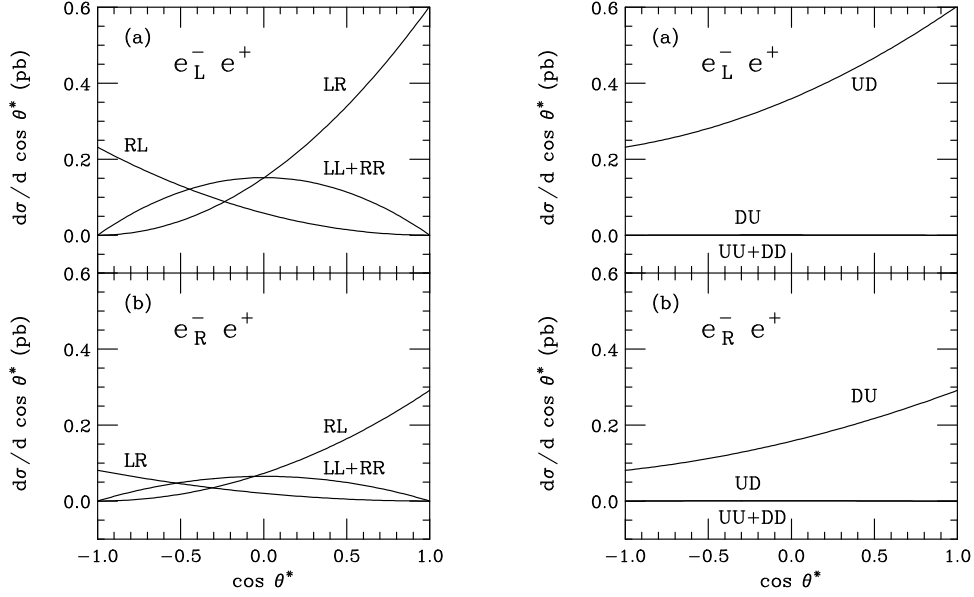 0.6
0.4
0.2
0.0
dσ/d cos θ* (pb)
(a)
e_L^- e^+
LR
RL
LL+RR
0.6
0.4
0.2
0.0
dσ/d cos θ* (pb)
(b)
e_R^- e^+
RL
LR
LL+RR
−1.0 −0.5 0.0 0.5 1.0
cos θ*
0.6
0.4
0.2
0.0
dσ/d cos θ* (pb)
(a)
e_L^- e^+
UD
DU
UU+DD
0.6
0.4
0.2
0.0
dσ/d cos θ* (pb)
(b)
e_R^- e^+
DU
UD
UU+DD
−1.0 −0.5 0.0 0.5 1.0
cos θ*